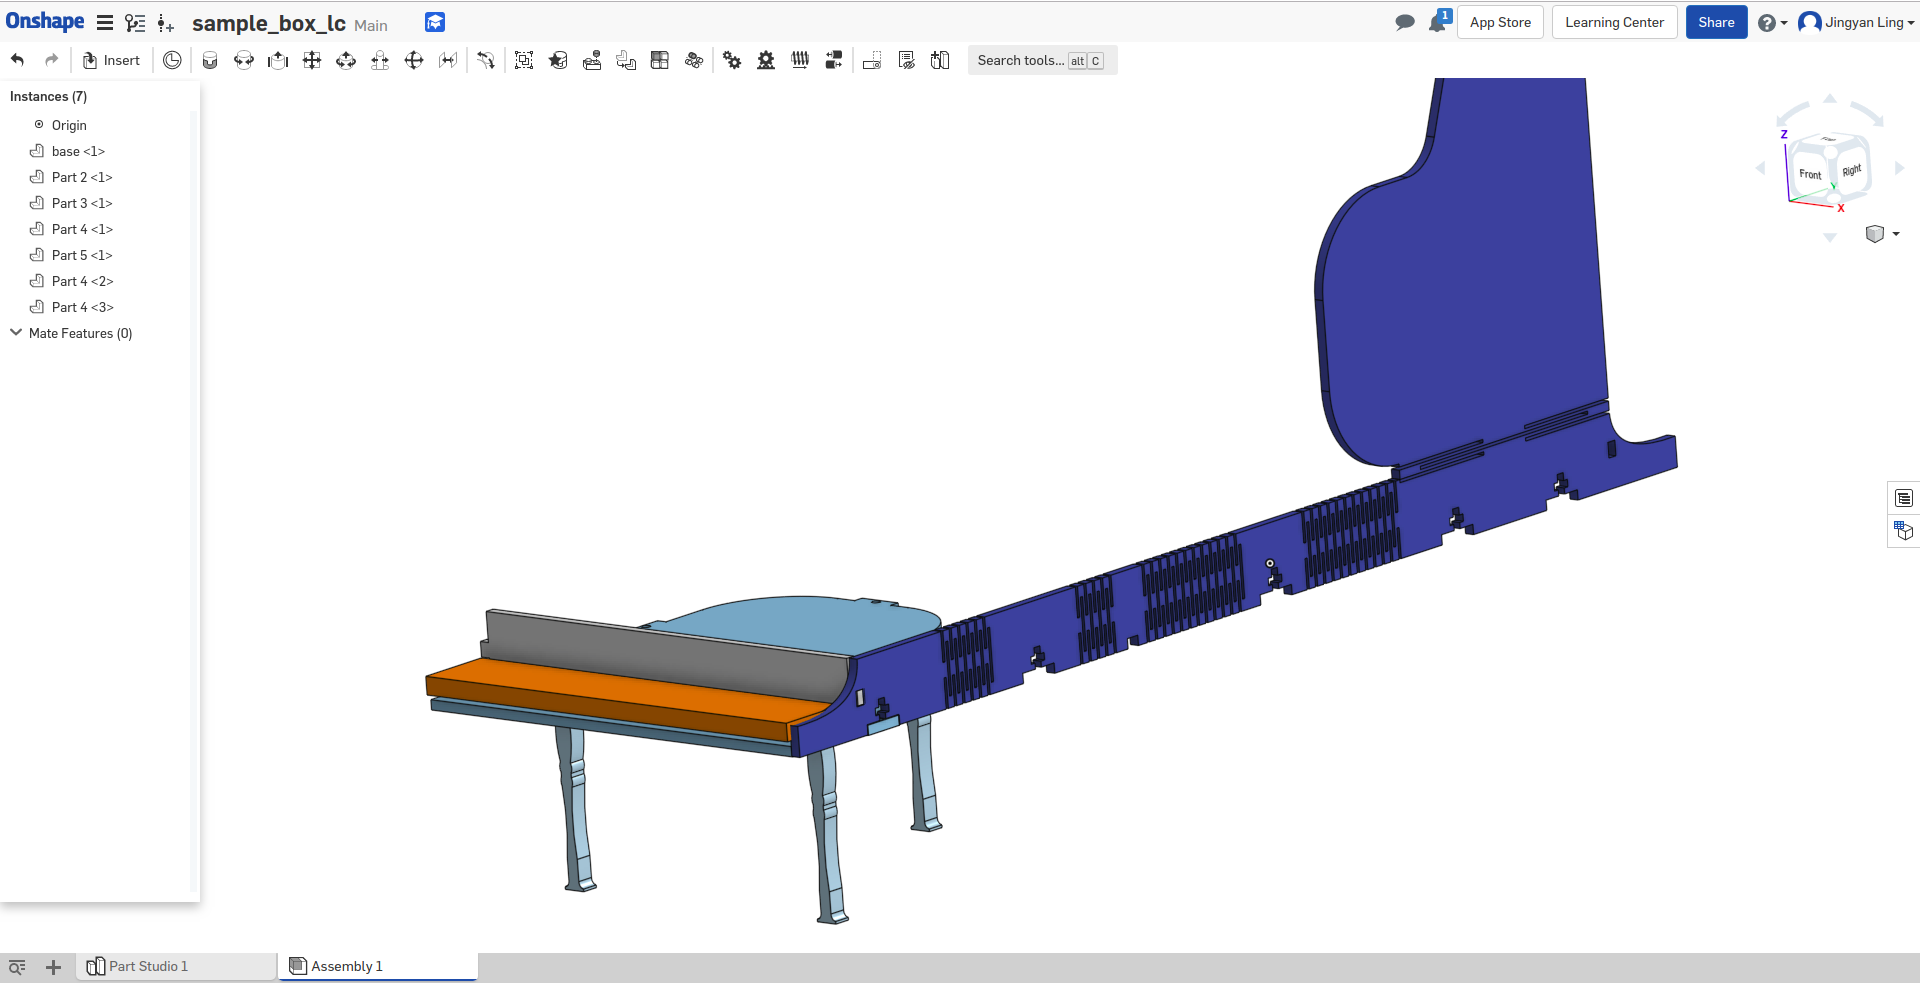 Onshape sample_box_lc Main 1 App Store Learning Center Share Jingyan Ling
Insert Search tools... alt C
Instances (7)
Origin
base <1>
Part 2 <1>
Part 3 <1>
Part 4 <1>
Part 5 <1>
Part 4 <2>
Part 4 <3>
Mate Features (0)
Z
Front Right
Y
X
Part Studio 1 Assembly 1